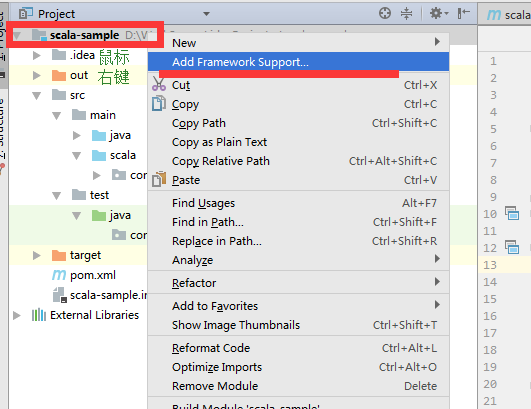 Project
scala
scala-sample D:\V
New
.idea 鼠标
Add Framework Support...
out 右键
Cut Ctrl+X
src
Copy Ctrl+C
main
Copy Path Ctrl+Shift+C
java
Copy as Plain Text
scala
Copy Relative Path Ctrl+Alt+Shift+C
con
Paste Ctrl+V
test
Find Usages Alt+F7
java
Find in Path... Ctrl+Shift+F
con
Replace in Path... Ctrl+Shift+R
target
Analyze
pom.xml
Refactor
scala-sample.im
Add to Favorites
External Libraries
Show Image Thumbnails Ctrl+Shift+T
Reformat Code Ctrl+Alt+L
Optimize Imports Ctrl+Alt+O
Remove Module Delete
Build Module 'scala-sample'
1
2
3
4
5
6
7
8
9
10
11
12
13
14
15
16
17
18
19
20
21